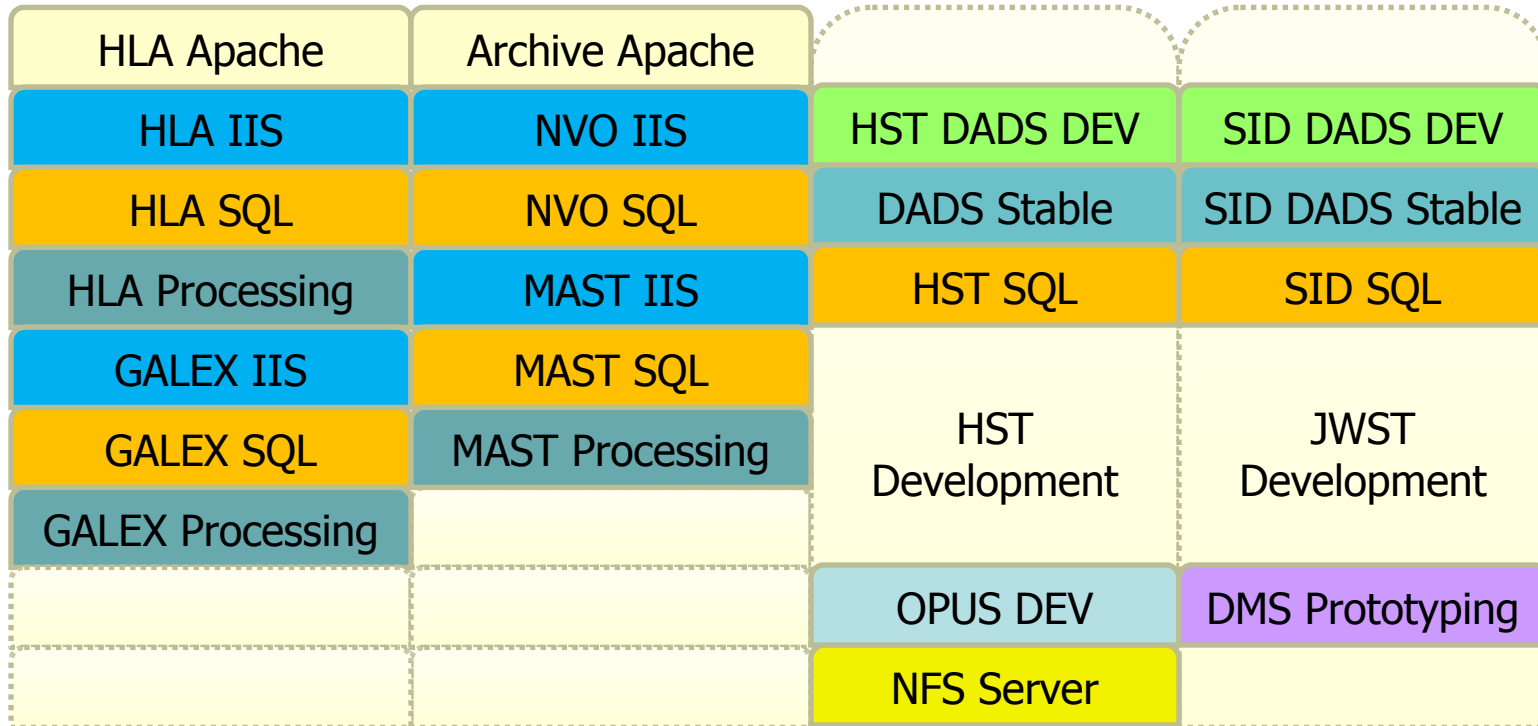 HLA Apache
Archive Apache
HLA IIS
NVO IIS
HST DADS DEV
SID DADS DEV
HLA SQL
NVO SQL
DADS Stable
SID DADS Stable
HLA Processing
MAST IIS
HST SQL
SID SQL
GALEX IIS
MAST SQL
GALEX SQL
MAST Processing
HST
Development
JWST
Development
GALEX Processing
OPUS DEV
DMS Prototyping
NFS Server